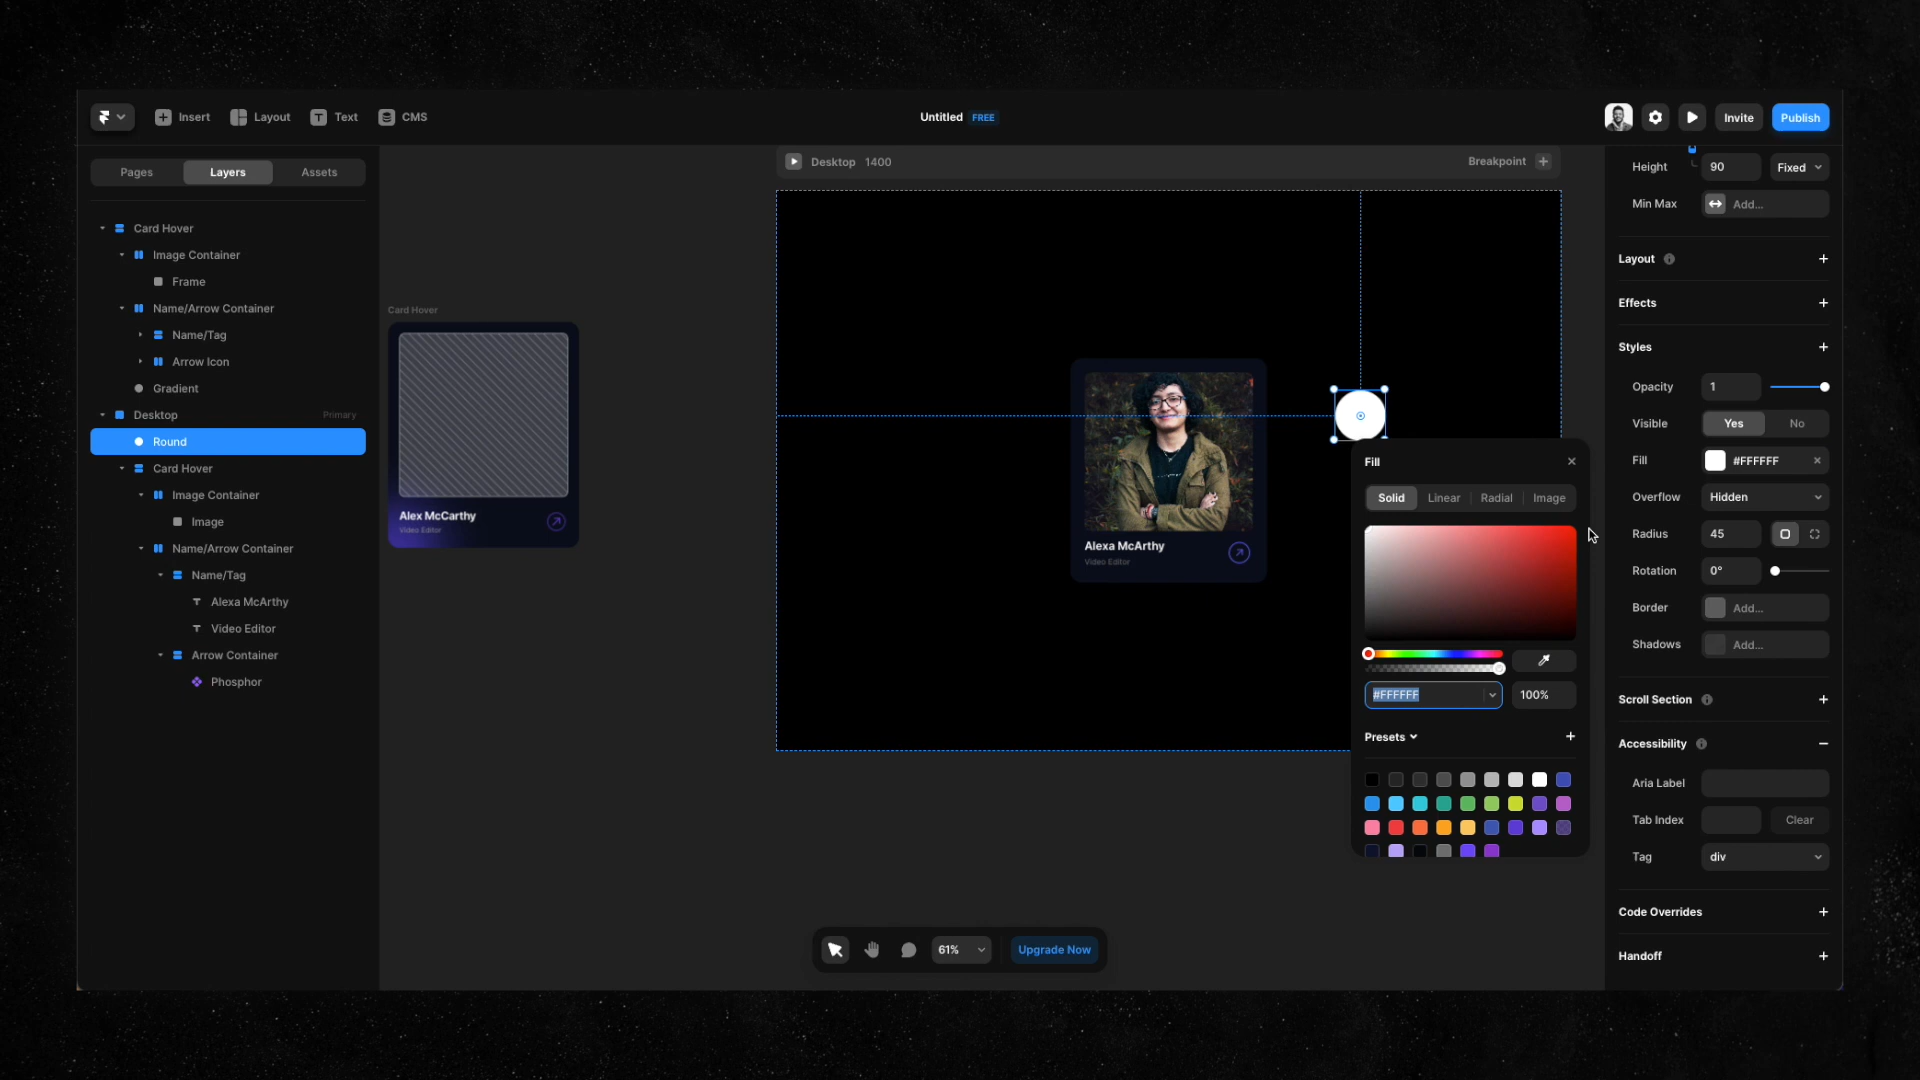 Insert
Layout
Text
CMS
Untitled FREE
Invite
Publish
Pages
Layers
Assets
Card Hover
Image Container
Frame
Name/Arrow Container
Name/Tag
Arrow Icon
Gradient
Desktop Primary
Round
Card Hover
Image Container
Image
Name/Arrow Container
Name/Tag
Alexa McArthy
Video Editor
Arrow Container
Phosphor
Card Hover
Alex McCarthy
Video Editor
Desktop 1400
Breakpoint
Alexa McArthy
Video Editor
Fill
Solid
Linear
Radial
Image
#FFFFFF
100%
Presets
61%
Upgrade Now
Height 90 Fixed
Min Max Add...
Layout
Effects
Styles
Opacity 1
Visible Yes No
Fill #FFFFFF
Overflow Hidden
Radius 45
Rotation 0°
Border Add...
Shadows Add...
Scroll Section
Accessibility
Aria Label
Tab Index Clear
Tag div
Code Overrides
Handoff